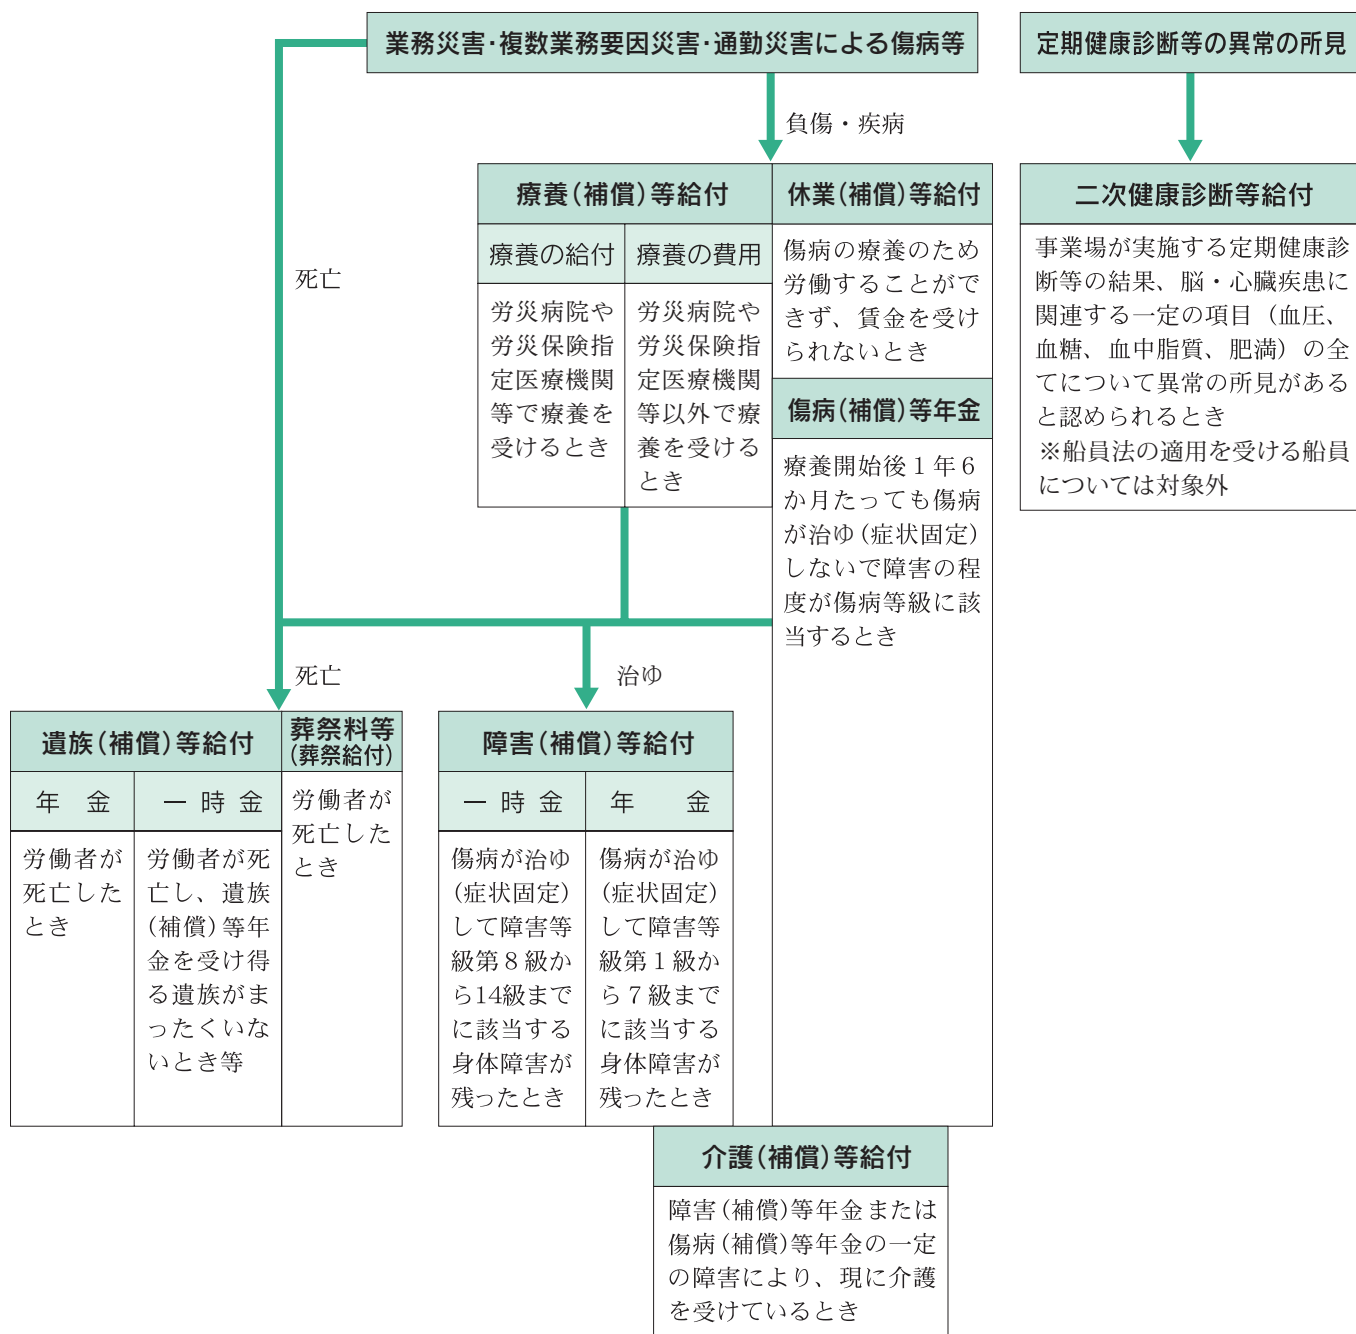 業務災害・複数業務要因災害・通勤災害による傷病等
定期健康診断等の異常の所見
負傷・疾病
死亡
療養(補償)等給付
療養の給付
労災病院や
労災保険指
定医療機関
等で療養を
受けるとき
療養の費用
労災病院や
労災保険指
定医療機関
等以外で療
養を受ける
とき
休業(補償)等給付
傷病の療養のため
労働することがで
きず、賃金を受け
られないとき
傷病(補償)等年金
療養開始後1年6
か月たっても傷病
が治ゆ(症状固定)
しないで障害の程
度が傷病等級に該
当するとき
二次健康診断等給付
事業場が実施する定期健康診
断等の結果、脳・心臓疾患に
関連する一定の項目(血圧、
血糖、血中脂質、肥満)の全
てについて異常の所見がある
と認められるとき
※船員法の適用を受ける船員
については対象外
死亡
治ゆ
遺族(補償)等給付
年 金
労働者が
死亡した
とき
一 時 金
労働者が死
亡し、遺族
(補償)等年
金を受け得
る遺族がま
ったくいな
いとき等
葬祭料等
(葬祭給付)
労働者が
死亡した
とき
障害(補償)等給付
一 時 金
傷病が治ゆ
(症状固定)
して障害等
級第8級か
ら14級まで
に該当する
身体障害が
残ったとき
年 金
傷病が治ゆ
(症状固定)
して障害等
級第1級か
ら7級まで
に該当する
身体障害が
残ったとき
介護(補償)等給付
障害(補償)等年金または
傷病(補償)等年金の一定
の障害により、現に介護
を受けているとき